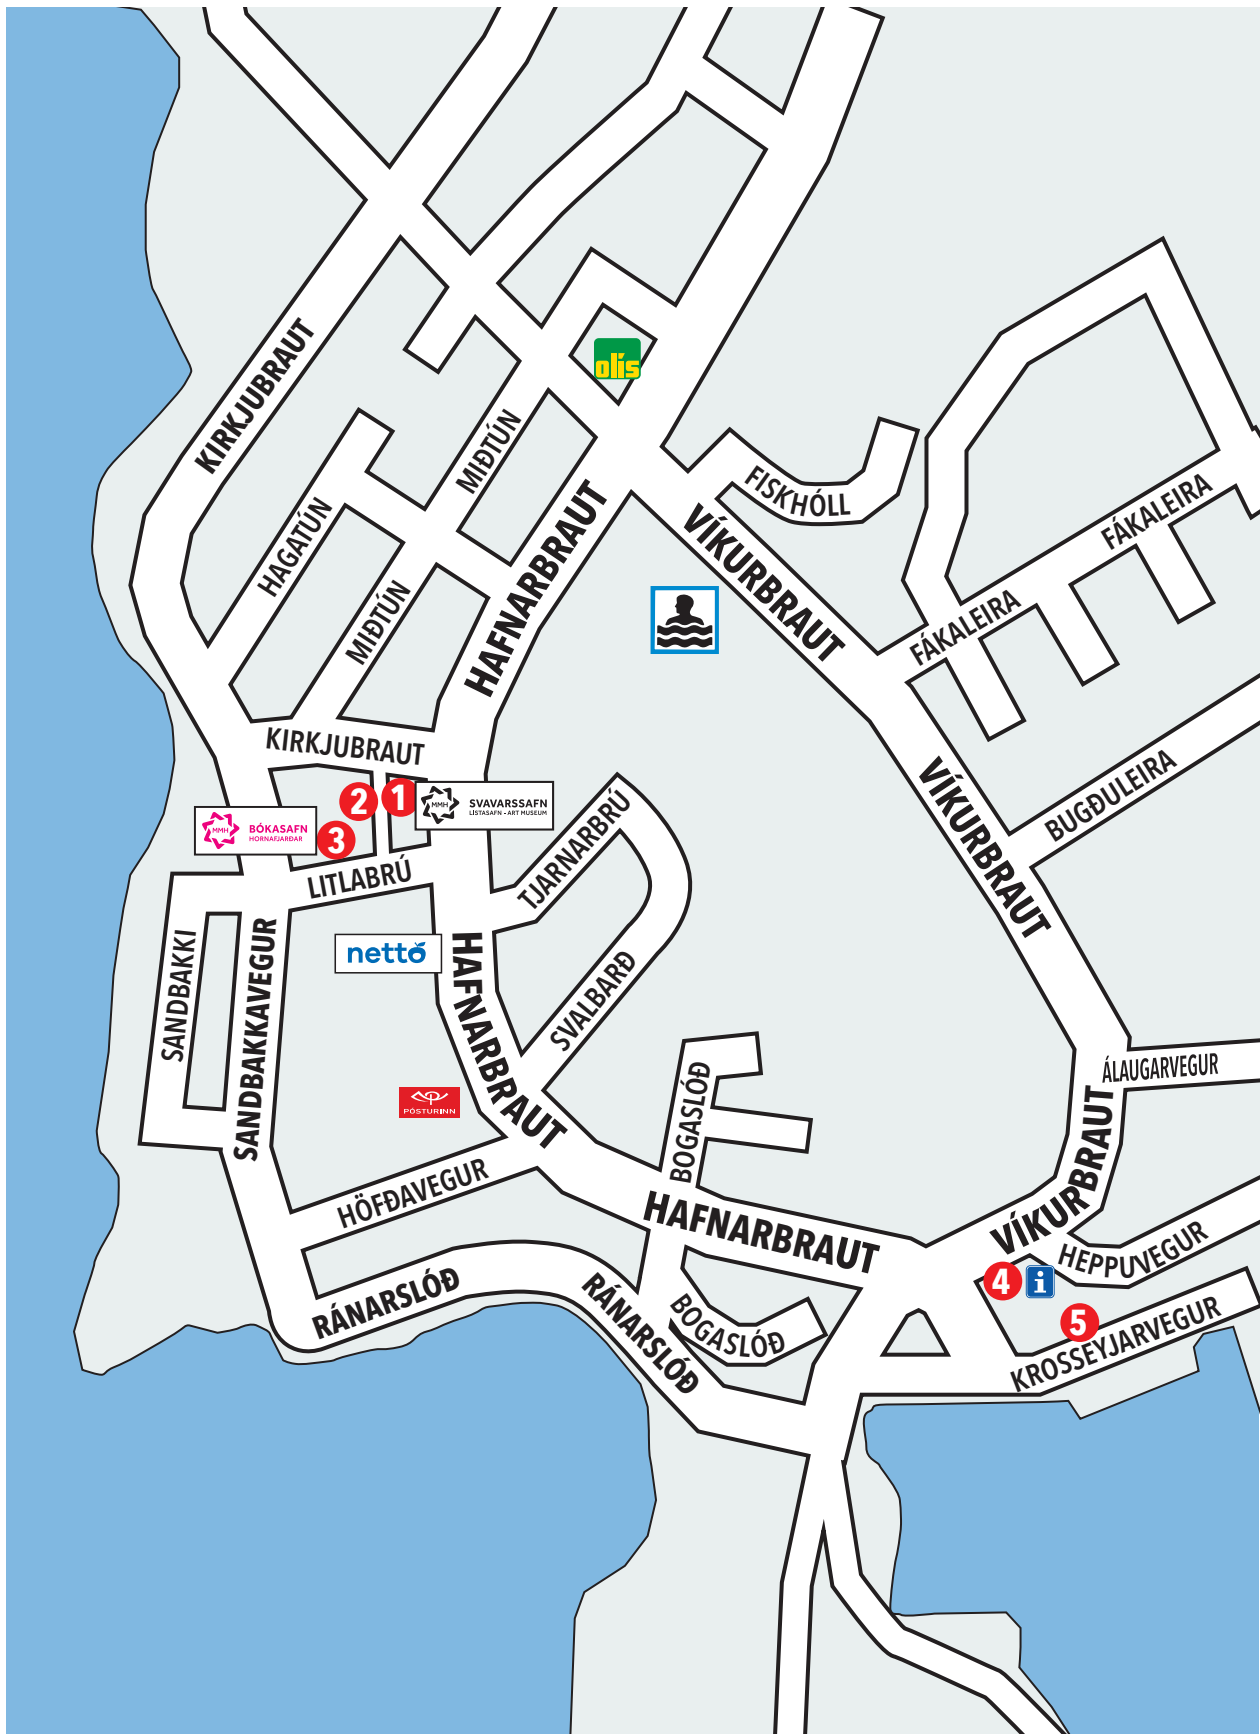 olís
KIRKJUBRAUT
MIÐTÚN
FISKHÓLL
HAGATÚN
HAFNARBRAUT
VÍKURBRAUT
FÁKALEIRA
MIÐTÚN
FÁKALEIRA
KIRKJUBRAUT
1
2
3
MMH
SVAVARSSAFN
LISTASAFN - ART MUSEUM
MMH
BÓKASAFN
HORNAFJARÐAR
VÍKURBRAUT
BUGÐULEIRA
TJARNARBRÚ
LITLABRÚ
nettó
SANDBAKKI
SANDBAKKAVEGUR
HAFNARBRAUT
SVALBARÐ
PÓSTURINN
BOGASLÓÐ
ÁLAUGARVEGUR
VÍKURBRAUT
HÖFÐAVEGUR
HAFNARBRAUT
HEPPUVEGUR
4
i
5
RÁNARSLÓÐ
RÁNARSLÓÐ
BOGASLÓÐ
KROSSEYJARVEGUR